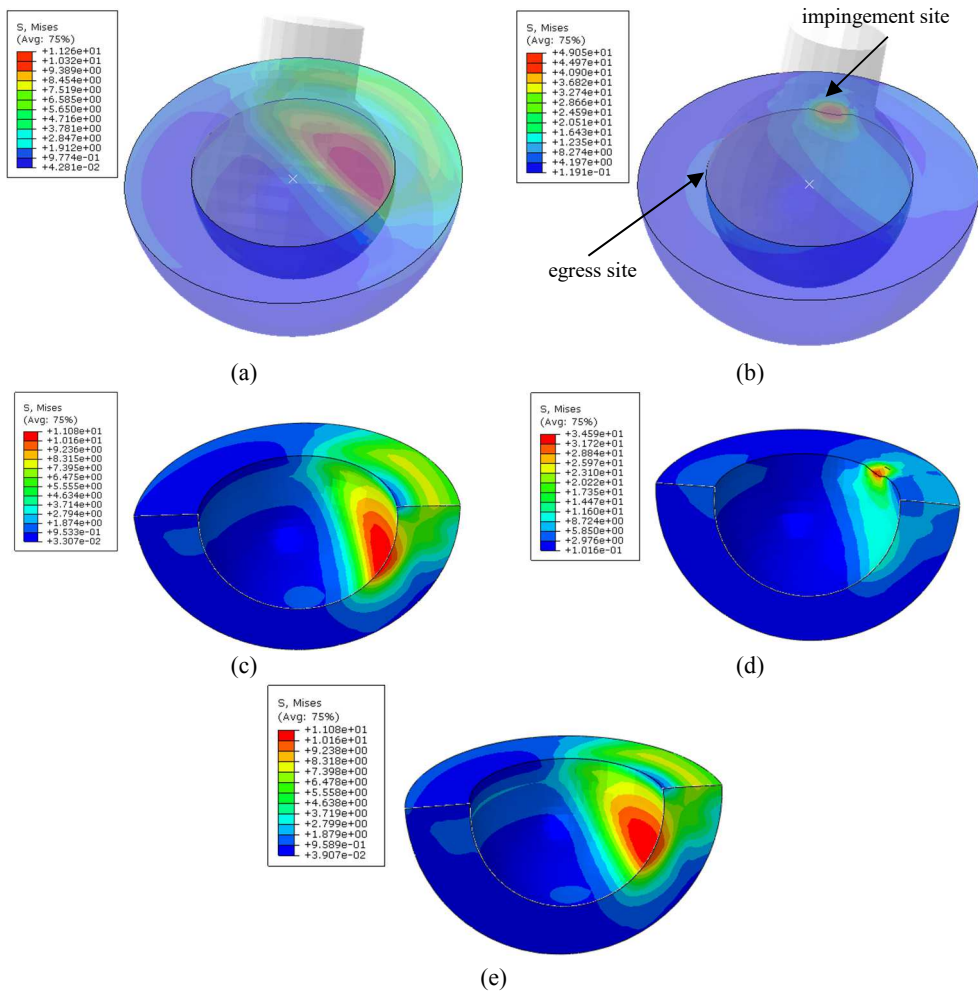 S, Mises
(Avg: 75%)
+1.126e+01
+1.032e+01
+9.389e+00
+8.454e+00
+7.519e+00
+6.585e+00
+5.650e+00
+4.716e+00
+3.781e+00
+2.847e+00
+1.912e+00
+9.774e-01
+4.281e-02
(a)
impingement site
S, Mises
(Avg: 75%)
+4.905e+01
+4.497e+01
+4.090e+01
+3.682e+01
+3.274e+01
+2.866e+01
+2.459e+01
+2.051e+01
+1.643e+01
+1.235e+01
+8.274e+00
+4.197e+00
+1.191e-01
egress site
(b)
S, Mises
(Avg: 75%)
+1.108e+01
+1.016e+01
+9.236e+00
+8.315e+00
+7.395e+00
+6.475e+00
+5.555e+00
+4.634e+00
+3.714e+00
+2.794e+00
+1.874e+00
+9.533e-01
+3.307e-02
(c)
S, Mises
(Avg: 75%)
+3.459e+01
+3.172e+01
+2.884e+01
+2.597e+01
+2.310e+01
+2.022e+01
+1.735e+01
+1.447e+01
+1.160e+01
+8.724e+00
+5.850e+00
+2.976e+00
+1.016e-01
(d)
S, Mises
(Avg: 75%)
+1.108e+01
+1.016e+01
+9.238e+00
+8.318e+00
+7.398e+00
+6.478e+00
+5.558e+00
+4.638e+00
+3.719e+00
+2.799e+00
+1.879e+00
+9.589e-01
+3.907e-02
(e)